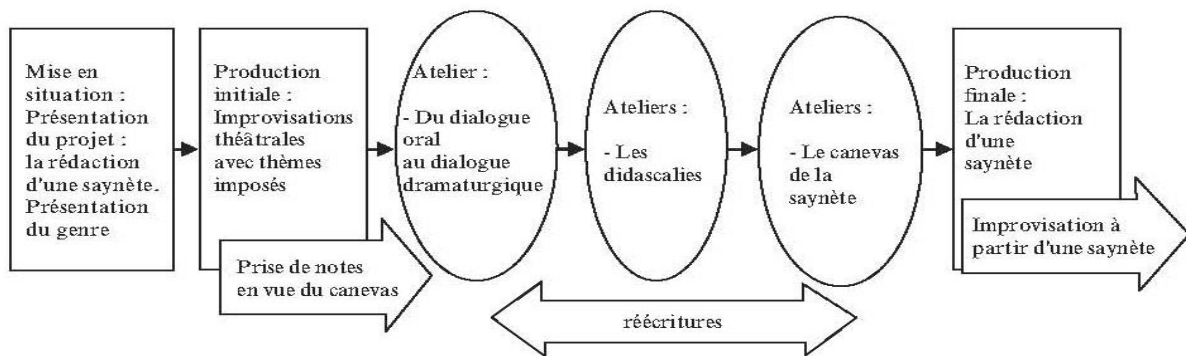 Mise en
situation :
Présentation
du projet :
la rédaction
d'une saynète.
Présentation
du genre
Production
initiale :
Improvisations
théâtrales
avec thèmes
imposés
Prise de notes
en vue du canevas
Atelier :
- Du dialogue
oral
au dialogue
dramaturgique
Ateliers :
- Les
didascalies
Ateliers :
- Le canevas
de la
saynète
réécritures
Production
finale :
La rédaction
d'une
saynète
Improvisation à
partir d'une saynète